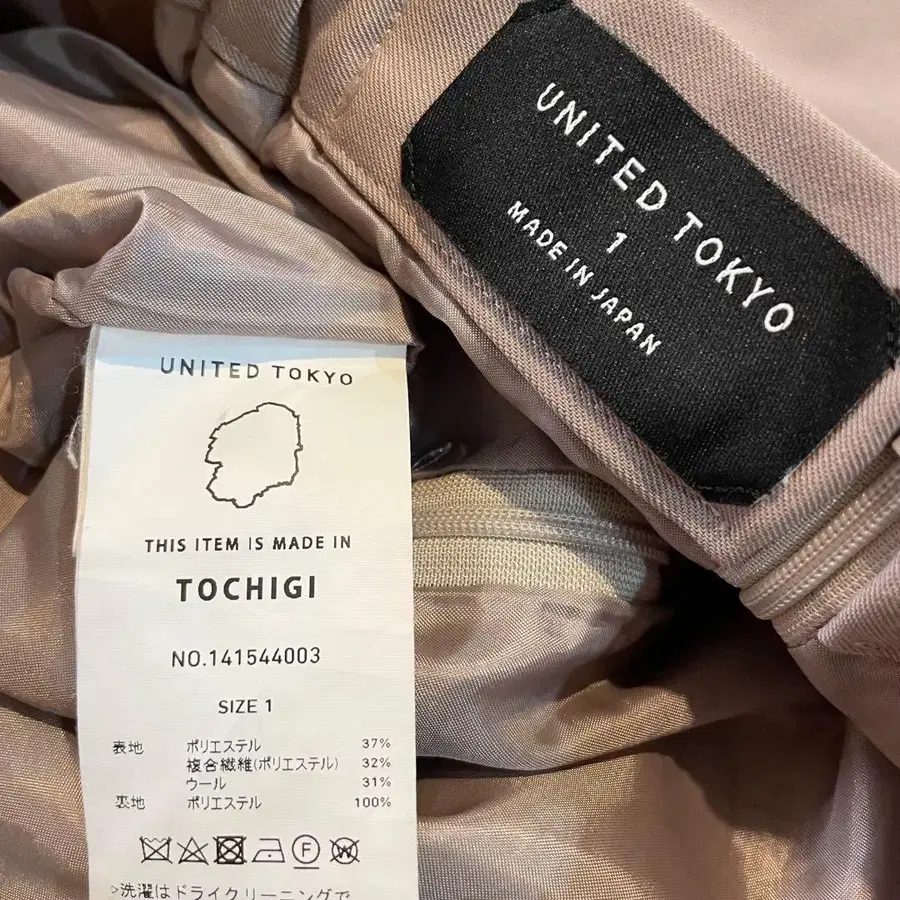 UNITED TOKYO
1
MADE IN JAPAN
UNITED TOKYO
THIS ITEM IS MADE IN
TOCHIGI
NO.141544003
SIZE 1
表地 ポリエステル 37%
複合繊維(ポリエステル) 32%
ウール 31%
裏地 ポリエステル 100%
F W
▷洗濯はドライクリーニングで